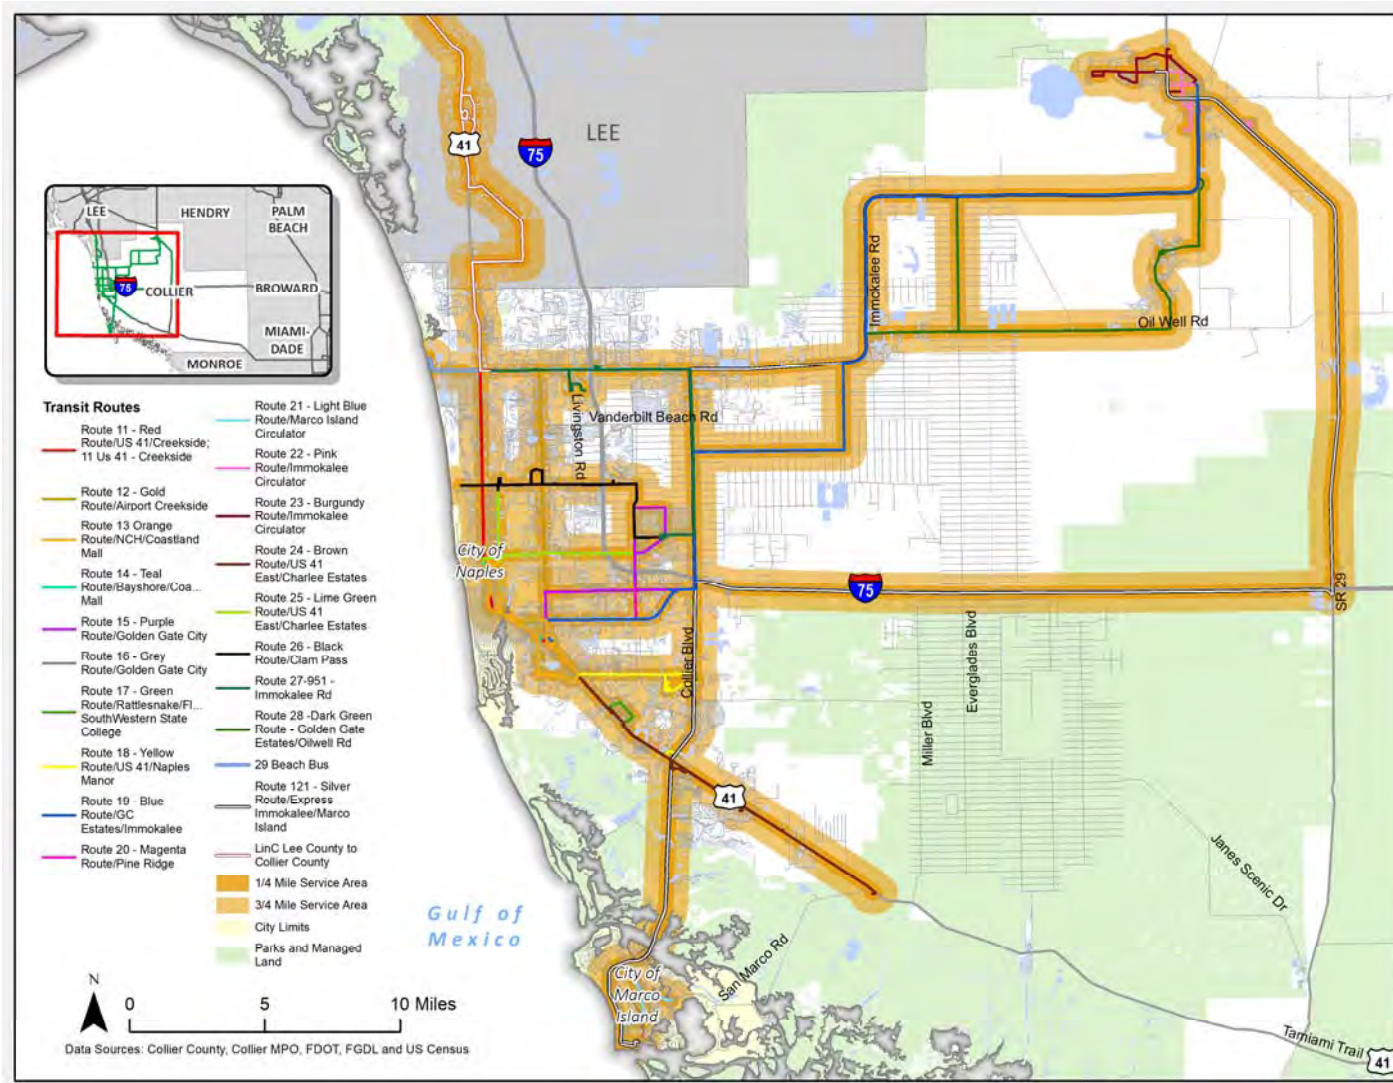 41
75
LEE
LEE
HENDRY
PALM
BEACH
75
COLLIER
BROWARD
MIAMI-
DADE
MONROE
Immokalee Rd
Oil Well Rd
Vanderbilt Beach Rd
Livingston Rd
City of
Naples
75
SR 29
Collier Blvd
Everglades Blvd
Miller Blvd
41
Janes Scenic Dr
San Marco Rd
City of
Marco
Island
Tamiami Trail
41
Gulf of
Mexico
Transit Routes
Route 11 - Red
Route/US 41/Creekside;
11 Us 41 - Creekside
Route 12 - Gold
Route/Airport Creekside
Route 13 Orange
Route/NCH/Coastland
Mall
Route 14 - Teal
Route/Bayshore/Coa...
Mall
Route 15 - Purple
Route/Golden Gate City
Route 16 - Grey
Route/Golden Gate City
Route 17 - Green
Route/Rattlesnake/Fl...
SouthWestern State
College
Route 18 - Yellow
Route/US 41/Naples
Manor
Route 19 - Blue
Route/GC
Estates/Immokalee
Route 20 - Magenta
Route/Pine Ridge
Route 21 - Light Blue
Route/Marco Island
Circulator
Route 22 - Pink
Route/Immokalee
Circulator
Route 23 - Burgundy
Route/Immokalee
Circulator
Route 24 - Brown
Route/US 41
East/Charlee Estates
Route 25 - Lime Green
Route/US 41
East/Charlee Estates
Route 26 - Black
Route/Clam Pass
Route 27-951 -
Immokalee Rd
Route 28 -Dark Green
Route - Golden Gate
Estates/Oilwell Rd
29 Beach Bus
Route 121 - Silver
Route/Express
Immokalee/Marco
Island
LinC Lee County to
Collier County
1/4 Mile Service Area
3/4 Mile Service Area
City Limits
Parks and Managed
Land
N
0 5 10 Miles
Data Sources: Collier County, Collier MPO, FDOT, FGDL and US Census